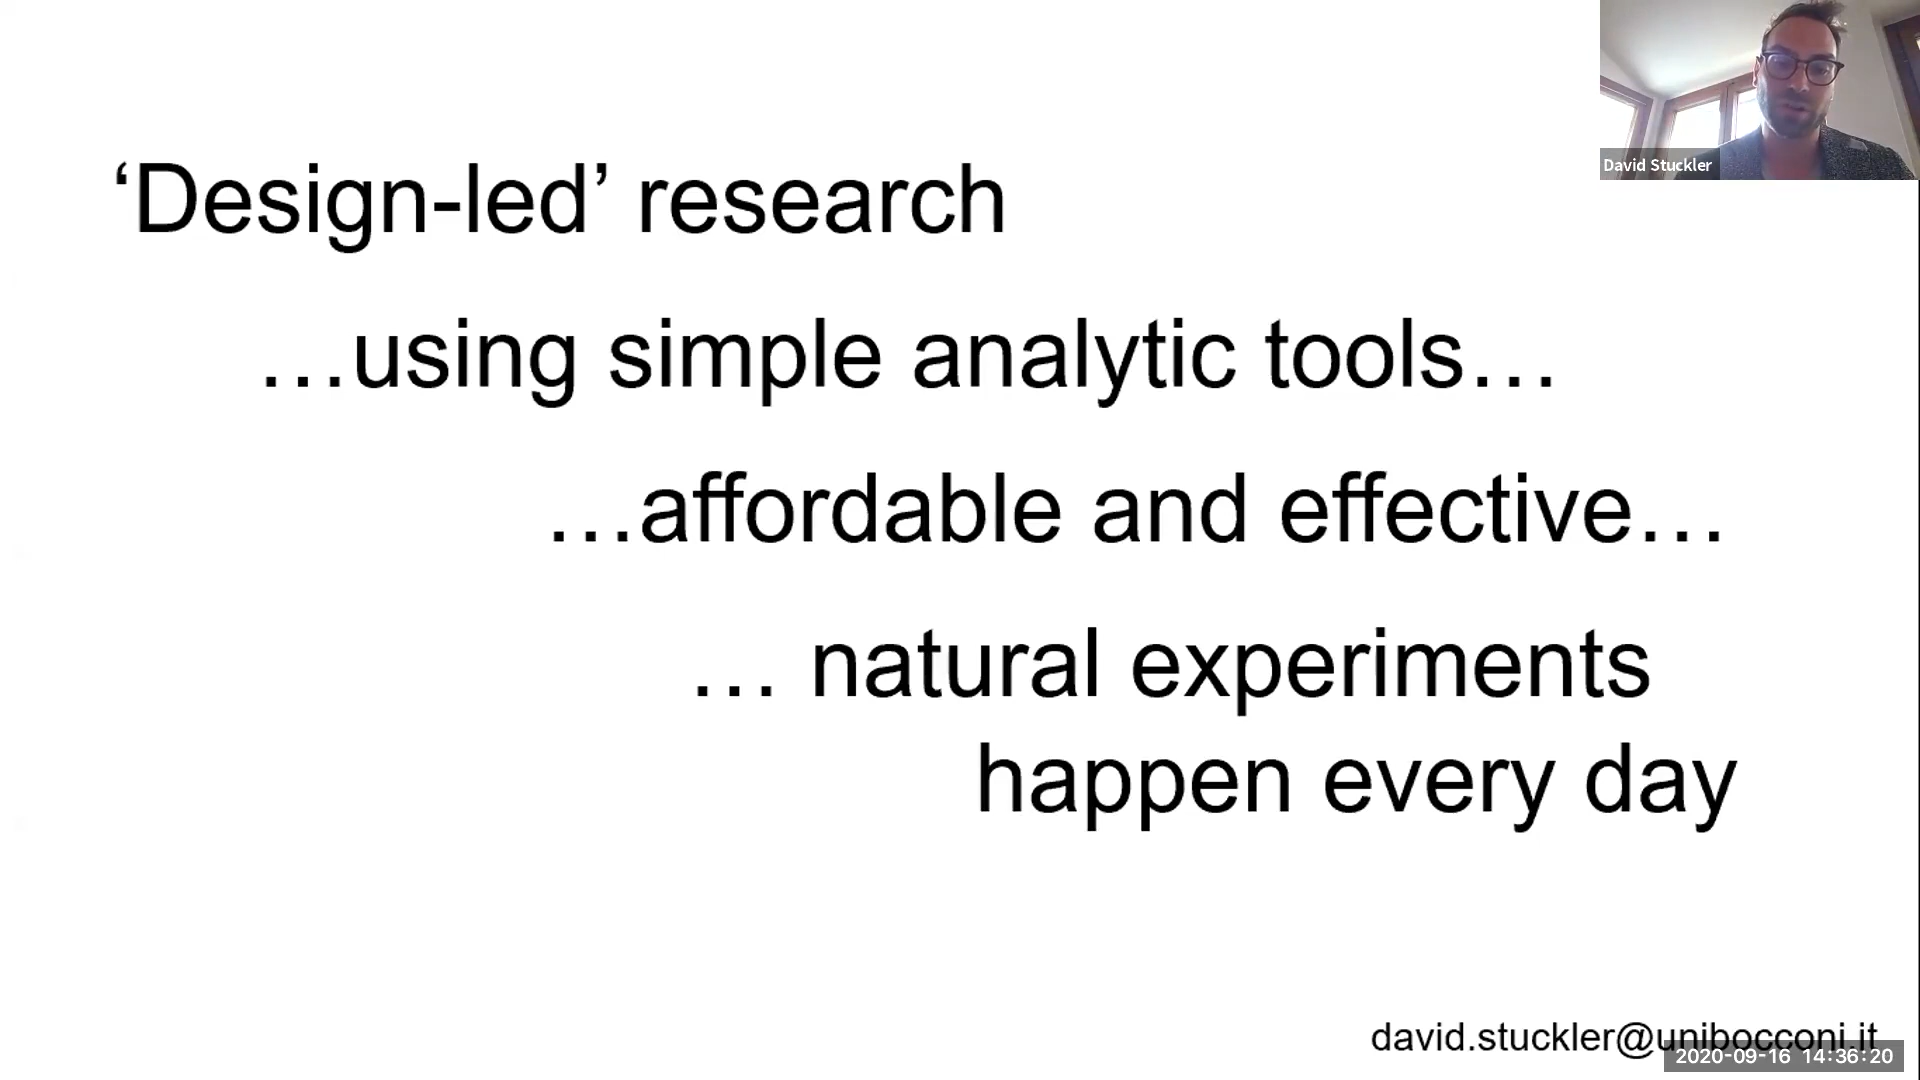 David Stuckler
‘Design-led’ research
…using simple analytic tools…
…affordable and effective…
… natural experiments
happen every day
david.stuckler@unibocconi.it
2020-09-16 14:36:20